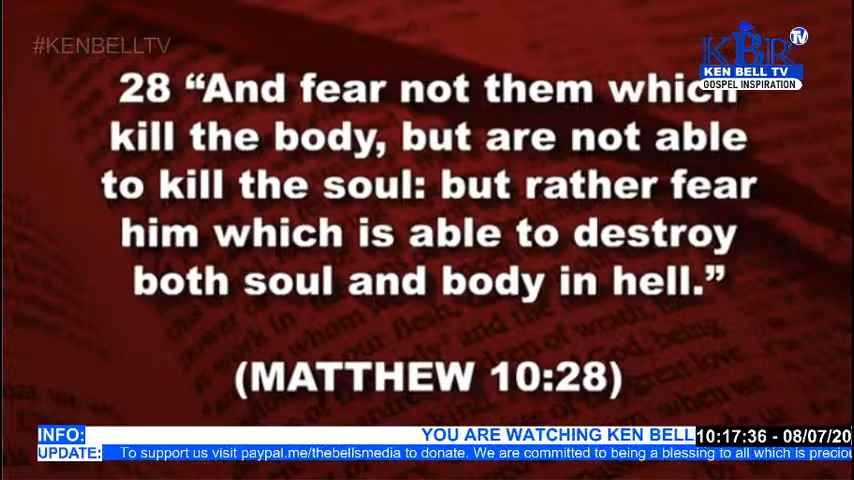 #KENBELLTV
KBR TV
KEN BELL TV
GOSPEL INSPIRATION
28 “And fear not them which
kill the body, but are not able
to kill the soul: but rather fear
him which is able to destroy
both soul and body in hell.”
(MATTHEW 10:28)
INFO: YOU ARE WATCHING KEN BELL 10:17:36 - 08/07/20
UPDATE: To support us visit paypal.me/thebellsmedia to donate. We are committed to being a blessing to all which is preciou